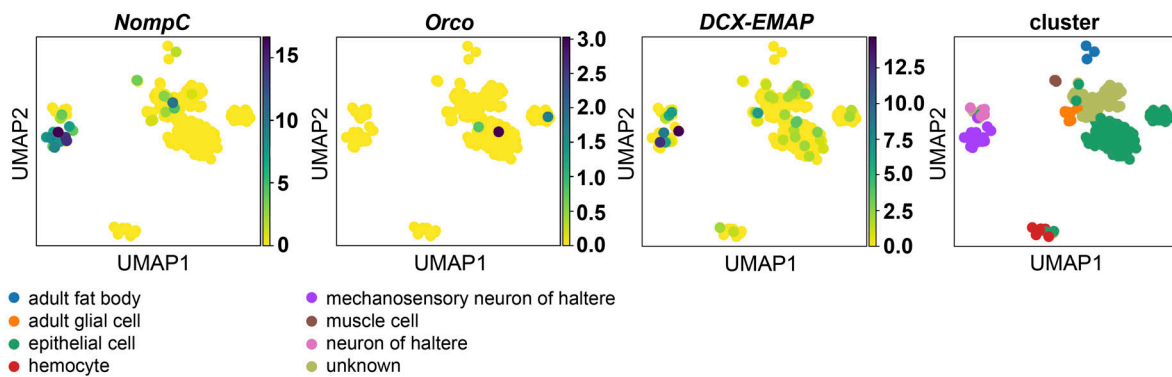 NompC
Orco
DCX-EMAP
cluster
UMAP2
UMAP1
15
10
5
0
UMAP2
UMAP1
3.0
2.5
2.0
1.5
1.0
0.5
0.0
UMAP2
UMAP1
12.5
10.0
7.5
5.0
2.5
0.0
UMAP2
UMAP1
adult fat body
adult glial cell
epithelial cell
hemocyte
mechanosensory neuron of haltere
muscle cell
neuron of haltere
unknown